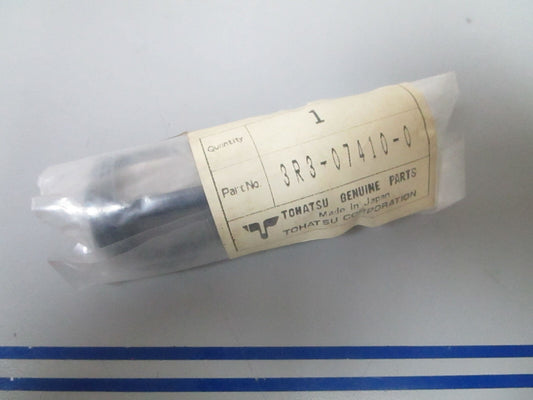 Quantity 1
Part No. 3R3-07410-0
TOHATSU GENUINE PARTS
Made in Japan
TOHATSU CORPORATION